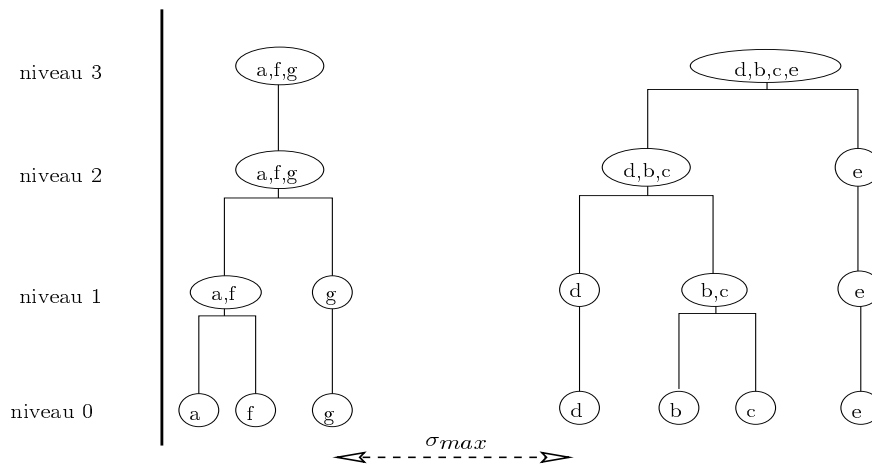 niveau 3 a,f,g d,b,c,e
niveau 2 a,f,g d,b,c e
niveau 1 a,f g d b,c e
niveau 0 a f g d b c e
σmax